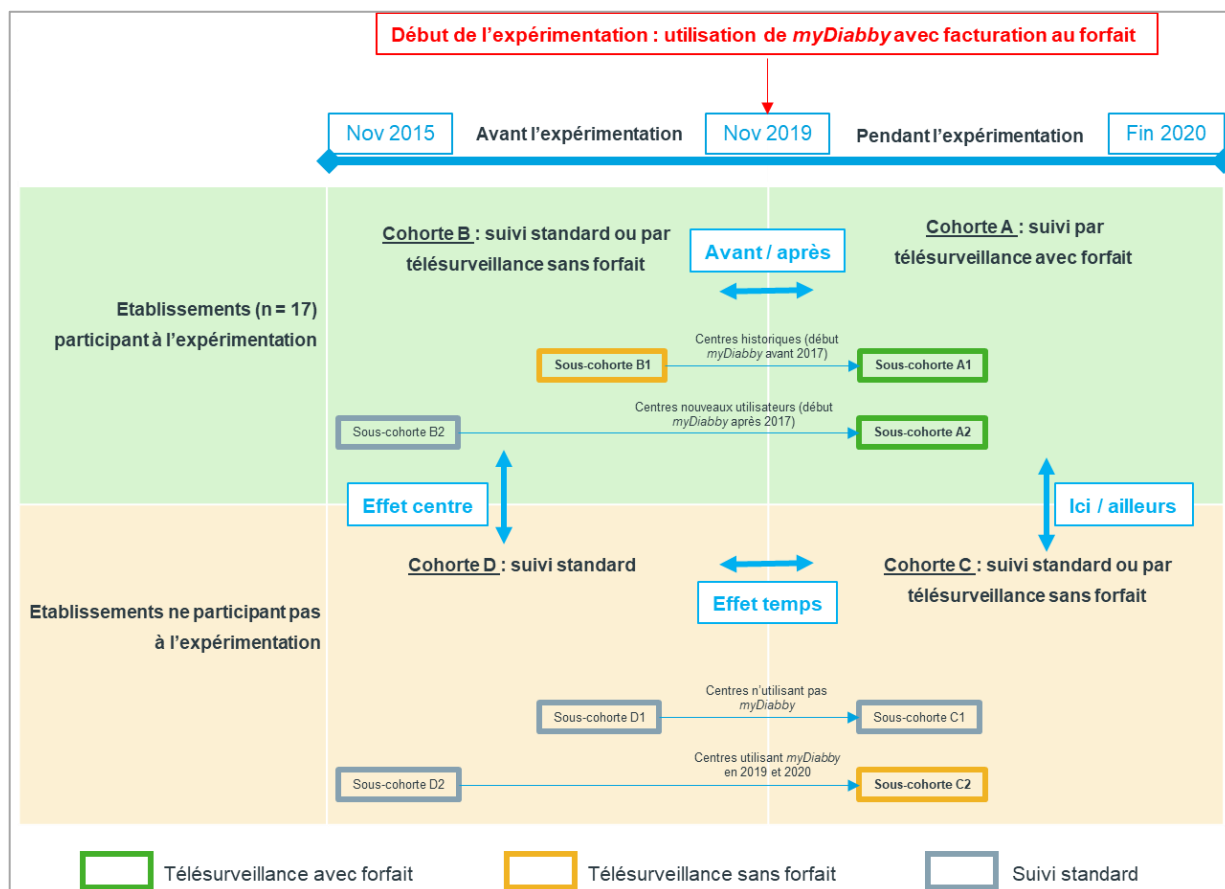 Début de l'expérimentation : utilisation de myDiabby avec facturation au forfait
Nov 2015
Avant l'expérimentation
Nov 2019
Pendant l'expérimentation
Fin 2020
Etablissements (n = 17)
participant à l'expérimentation
Cohorte B : suivi standard ou par
télésurveillance sans forfait
Avant / après
Cohorte A : suivi par
télésurveillance avec forfait
Sous-cohorte B1
Centres historiques (début
myDiabby avant 2017)
Sous-cohorte A1
Sous-cohorte B2
Centres nouveaux utilisateurs (début
myDiabby après 2017)
Sous-cohorte A2
Effet centre
Ici / ailleurs
Etablissements ne participant pas
à l'expérimentation
Cohorte D : suivi standard
Effet temps
Cohorte C : suivi standard ou par
télésurveillance sans forfait
Sous-cohorte D1
Centres n'utilisant pas
myDiabby
Sous-cohorte C1
Sous-cohorte D2
Centres utilisant myDiabby
en 2019 et 2020
Sous-cohorte C2
Télésurveillance avec forfait
Télésurveillance sans forfait
Suivi standard